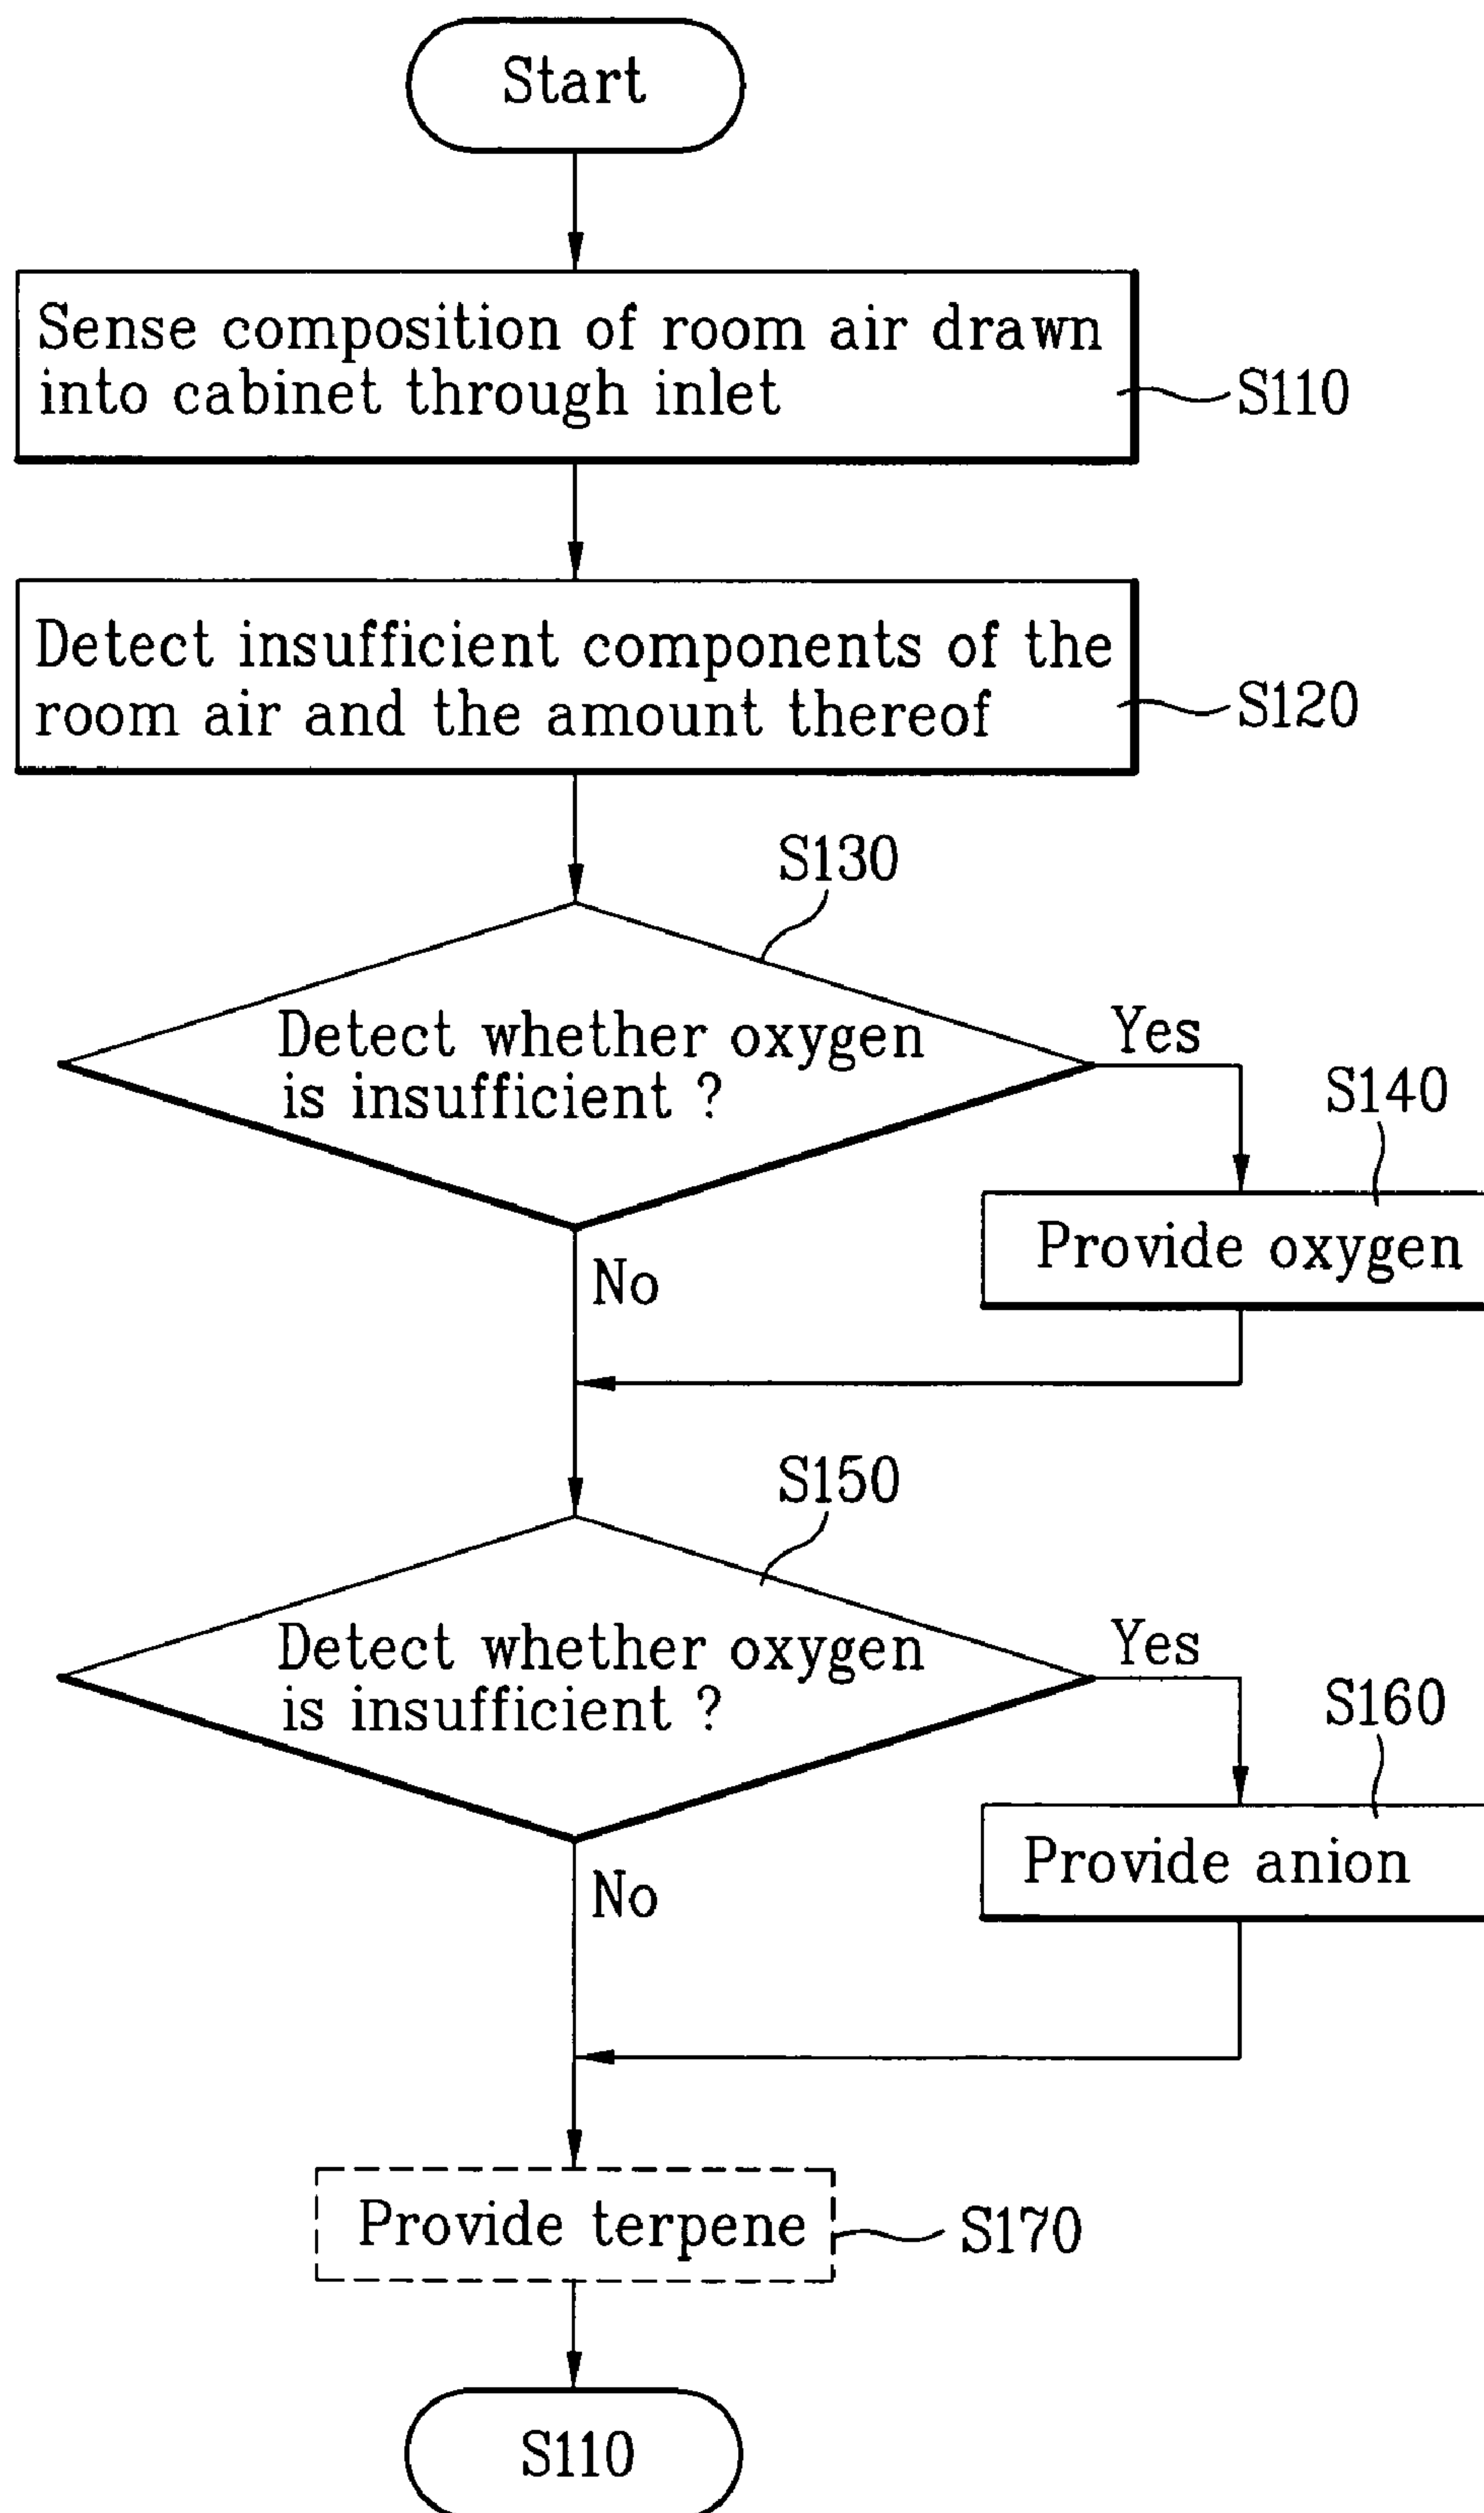 Start
Sense composition of room air drawn
into cabinet through inlet
S110
Detect insufficient components of the
room air and the amount thereof
S120
S130
Detect whether oxygen
is insufficient ?
Yes
S140
Provide oxygen
No
S150
Detect whether oxygen
is insufficient ?
Yes
S160
Provide anion
No
Provide terpene
S170
S110